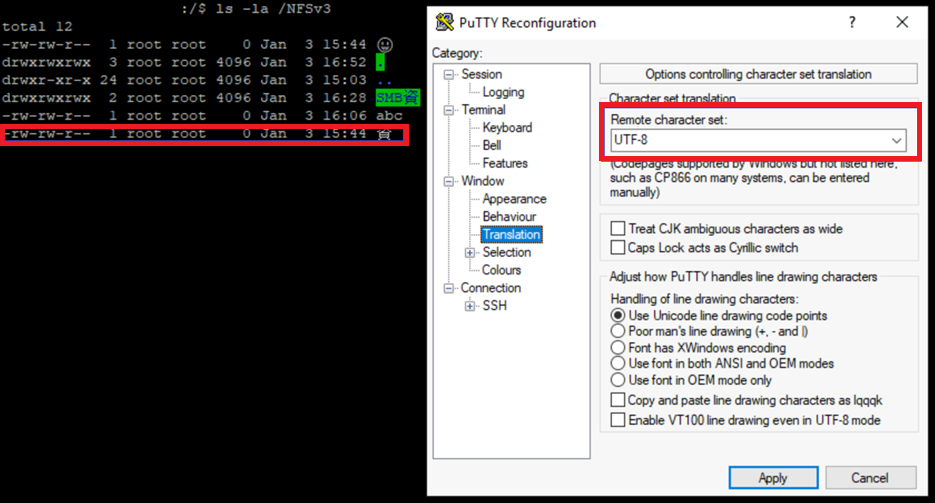 :/$ ls -la /NFSv3
total 12
-rw-rw-r-- 1 root root 0 Jan 3 15:44 ☺
drwxrwxrwx 3 root root 4096 Jan 3 16:52 .
drwxr-xr-x 24 root root 4096 Jan 3 15:03 ..
drwxrwxrwx 2 root root 4096 Jan 3 16:28 SMB資
-rw-rw-r-- 1 root root 0 Jan 3 16:06 abc
-rw-rw-r-- 1 root root 0 Jan 3 15:44 資
PuTTY Reconfiguration
? ×
Category:
Session
Logging
Terminal
Keyboard
Bell
Features
Window
Appearance
Behaviour
Translation
Selection
Colours
Connection
SSH
Options controlling character set translation
Character set translation
Remote character set:
UTF-8
(Codepages supported by Windows but not listed here,
such as CP866 on many systems, can be entered
manually)
Treat CJK ambiguous characters as wide
Caps Lock acts as Cyrillic switch
Adjust how PuTTY handles line drawing characters
Handling of line drawing characters:
Use Unicode line drawing code points
Poor man's line drawing (+, - and |)
Font has XWindows encoding
Use font in both ANSI and OEM modes
Use font in OEM mode only
Copy and paste line drawing characters as lqqqk
Enable VT100 line drawing even in UTF-8 mode
Apply
Cancel